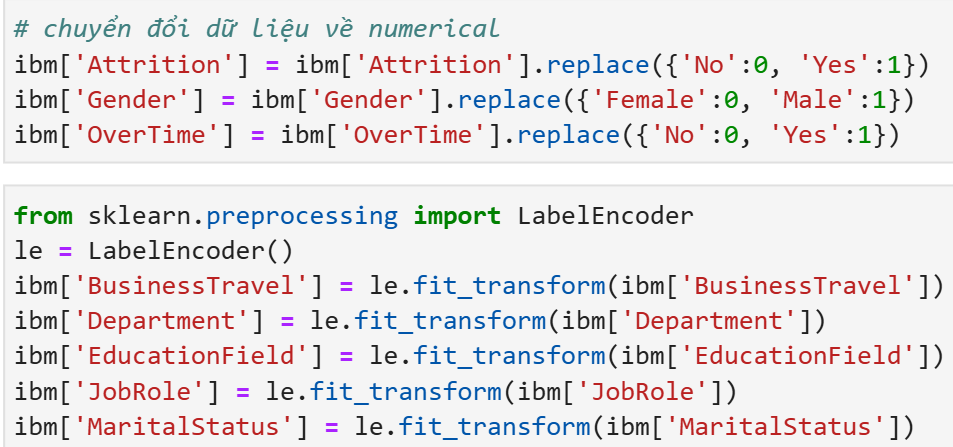 # chuyển đổi dữ liệu về numerical
ibm['Attrition'] = ibm['Attrition'].replace({'No':0, 'Yes':1})
ibm['Gender'] = ibm['Gender'].replace({'Female':0, 'Male':1})
ibm['OverTime'] = ibm['OverTime'].replace({'No':0, 'Yes':1})
from sklearn.preprocessing import LabelEncoder
le = LabelEncoder()
ibm['BusinessTravel'] = le.fit_transform(ibm['BusinessTravel'])
ibm['Department'] = le.fit_transform(ibm['Department'])
ibm['EducationField'] = le.fit_transform(ibm['EducationField'])
ibm['JobRole'] = le.fit_transform(ibm['JobRole'])
ibm['MaritalStatus'] = le.fit_transform(ibm['MaritalStatus'])